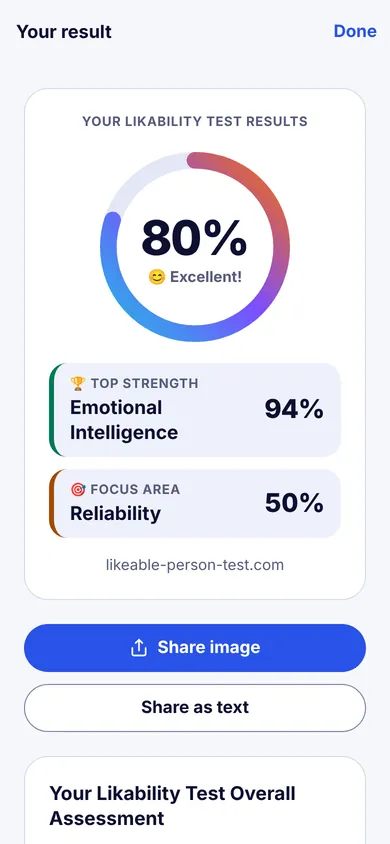 Your result
Done
YOUR LIKABILITY TEST RESULTS
80%
😊 Excellent!
🏆 TOP STRENGTH
Emotional
Intelligence
94%
🎯 FOCUS AREA
Reliability
50%
likeable-person-test.com
Share image
Share as text
Your Likability Test Overall
Assessment